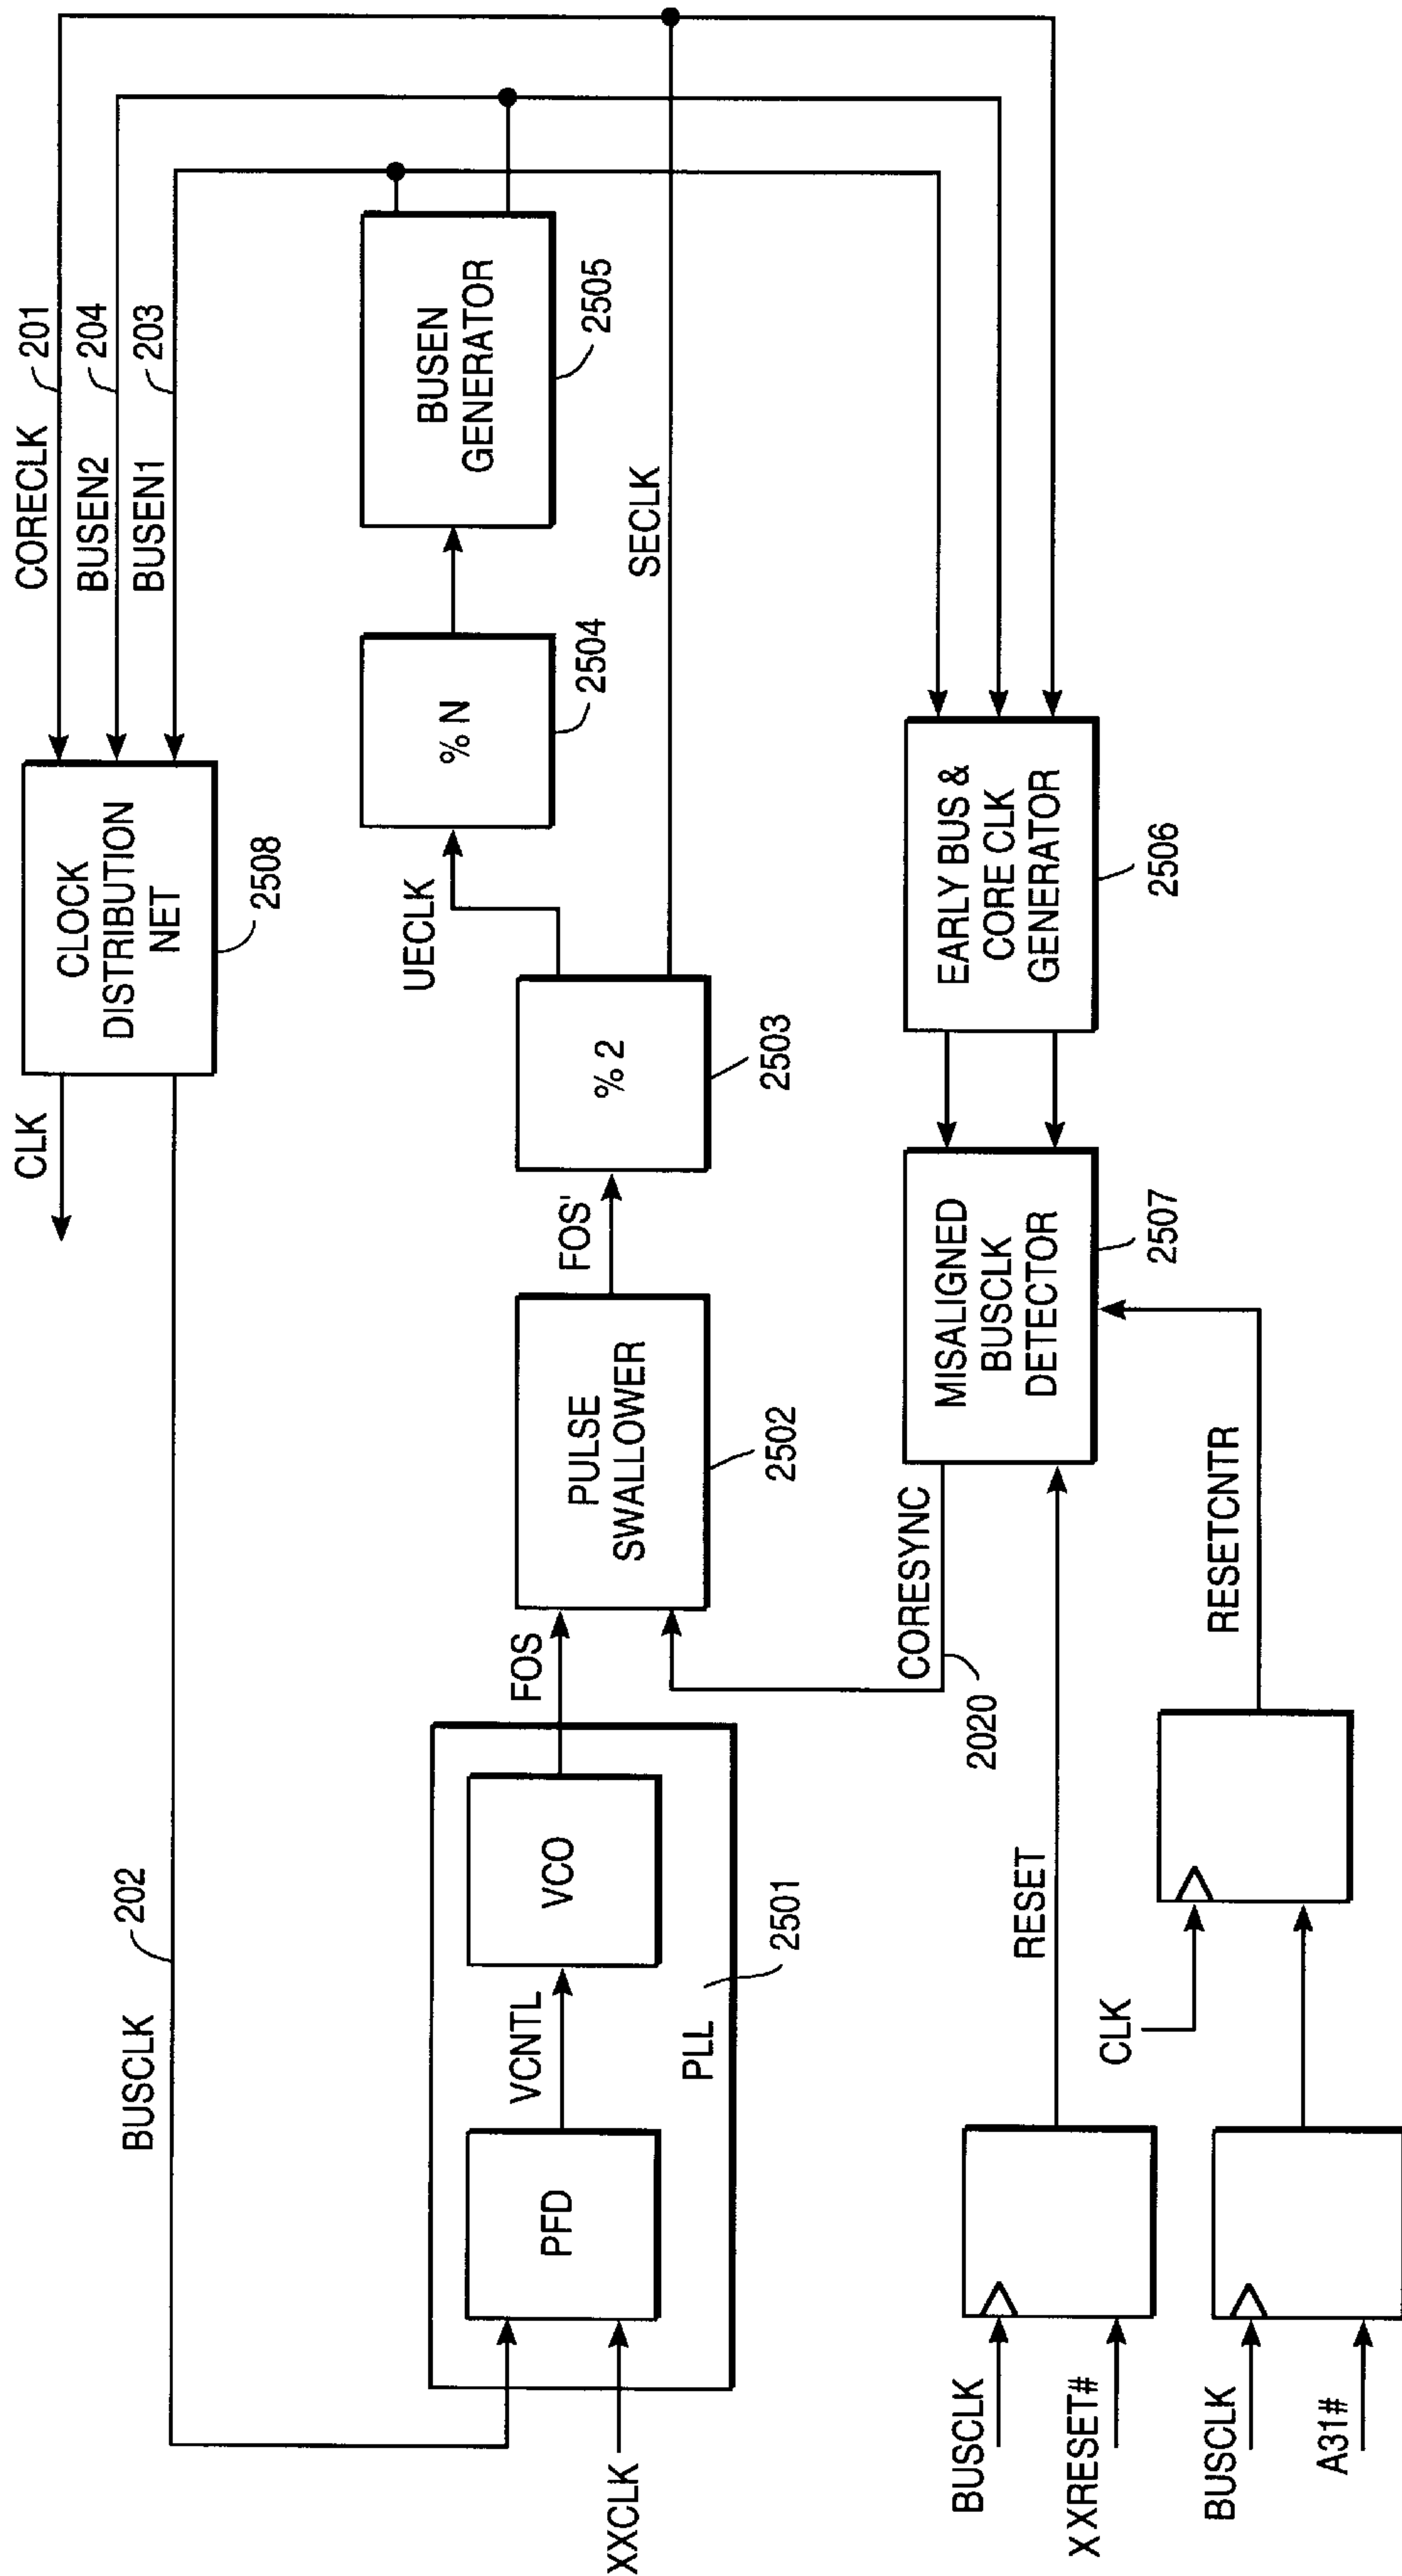 CORECLK
201
BUSEN2
204
BUSEN1
203
CLOCK
DISTRIBUTION
NET
2508
CLK
BUSCLK
202
BUSEN
GENERATOR
2505
% N
2504
UECLK
SECLK
% 2
2503
FOS'
PULSE
SWALLOWER
2502
FOS
VCO
VCNTL
PFD
PLL
2501
XXCLK
EARLY BUS &
CORE CLK
GENERATOR
2506
MISALIGNED
BUSCLK
DETECTOR
2507
CORESYNC
2020
RESET
RESETCNTR
CLK
BUSCLK
XXRESET#
BUSCLK
A31#